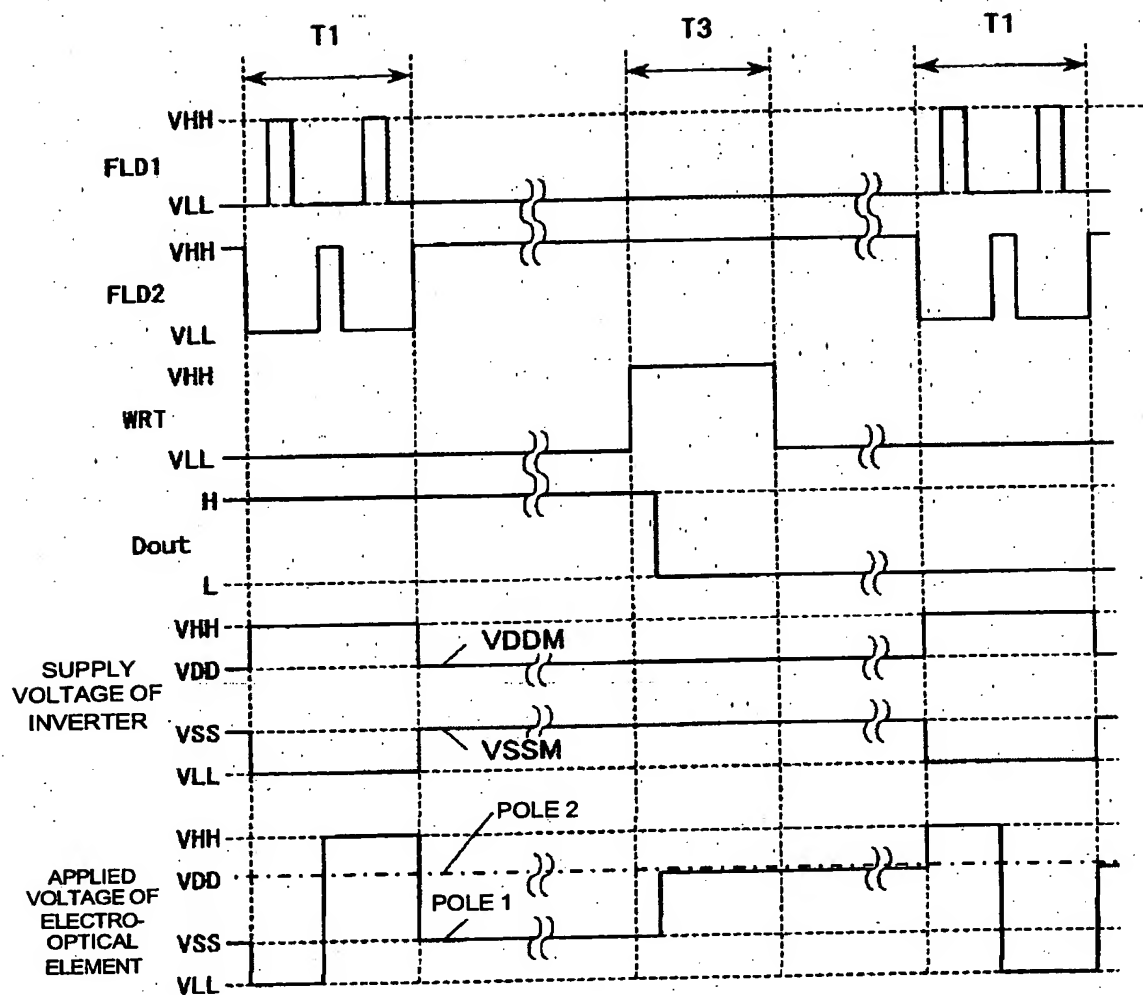 T1
T3
T1
VHH
FLD1
VLL
VHH
FLD2
VLL
VHH
WRT
VLL
H
Dout
L
VHH
VDDM
VDD
SUPPLY
VOLTAGE OF
INVERTER
VSS
VSSM
VLL
POLE 2
VHH
VDD
APPLIED
VOLTAGE OF
ELECTRO-
OPTICAL
ELEMENT
POLE 1
VSS
VLL